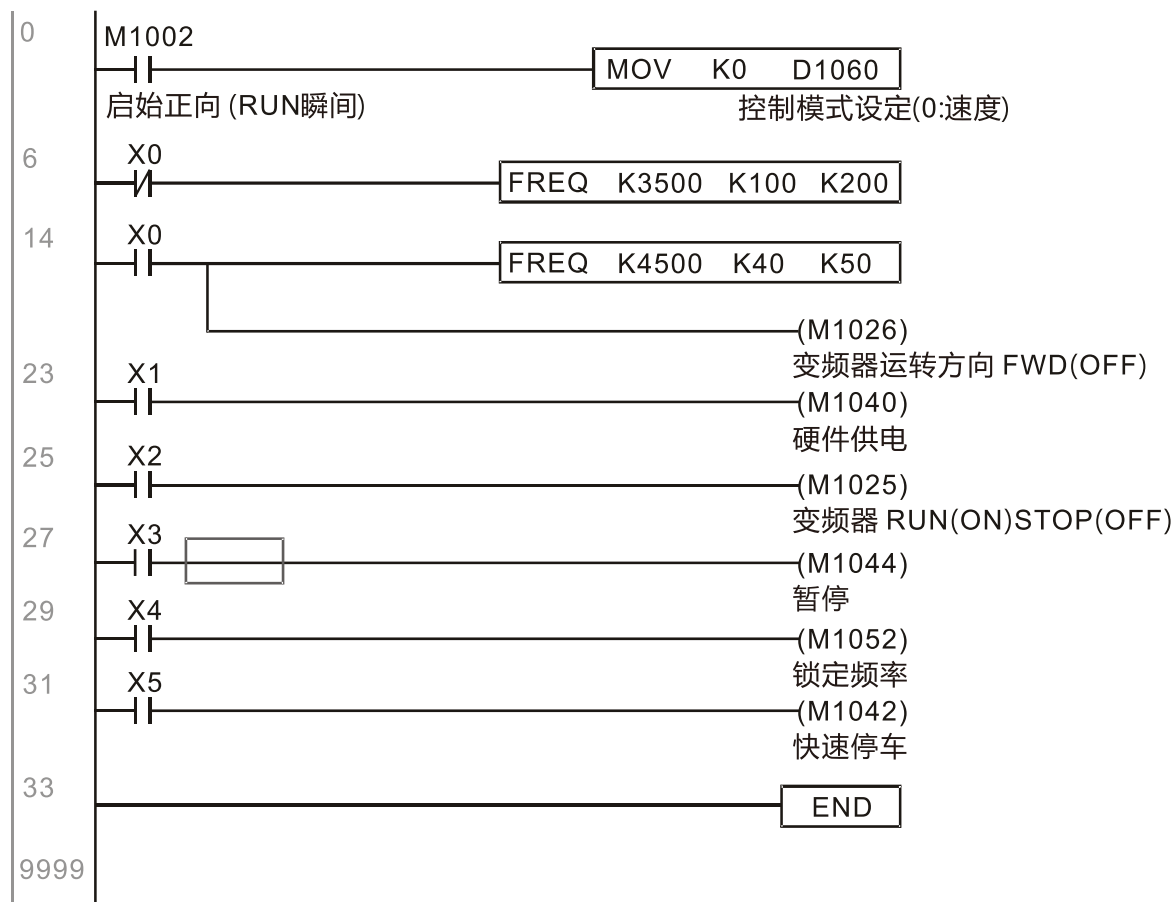 0
M1002
MOV K0 D1060
启始正向 (RUN瞬间)
控制模式设定(0:速度)
6
X0
FREQ K3500 K100 K200
14
X0
FREQ K4500 K40 K50
(M1026)
变频器运转方向 FWD(OFF)
23
X1
(M1040)
硬件供电
25
X2
(M1025)
变频器 RUN(ON)STOP(OFF)
27
X3
(M1044)
暂停
29
X4
(M1052)
锁定频率
31
X5
(M1042)
快速停车
33
END
9999